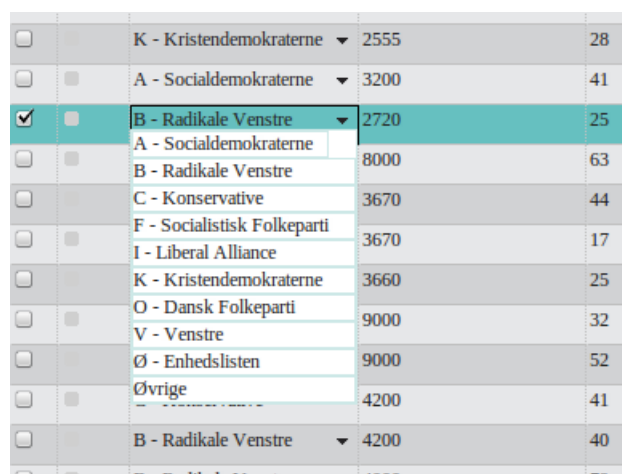 K - Kristendemokraterne 2555 28
A - Socialdemokraterne 3200 41
B - Radikale Venstre 2720 25
A - Socialdemokraterne
8000 63
B - Radikale Venstre
C - Konservative 3670 44
F - Socialistisk Folkeparti
3670 17
I - Liberal Alliance
K - Kristendemokraterne 3660 25
O - Dansk Folkeparti
9000 32
V - Venstre
Ø - Enhedslisten 9000 52
Øvrige
4200 41
B - Radikale Venstre 4200 40